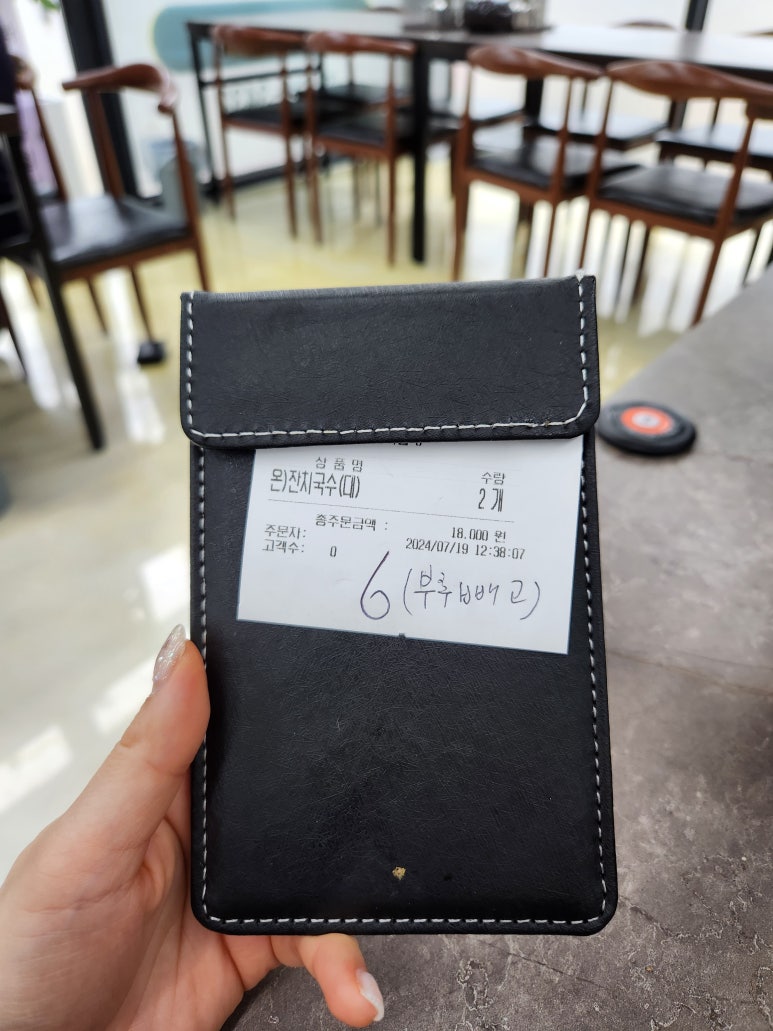 상 품 명 수량
온)잔치국수(대) 2 개
총주문금액 : 18,000 원
주문자: 2024/07/19 12:38:07
고객수: 0
6 (부추빼고)